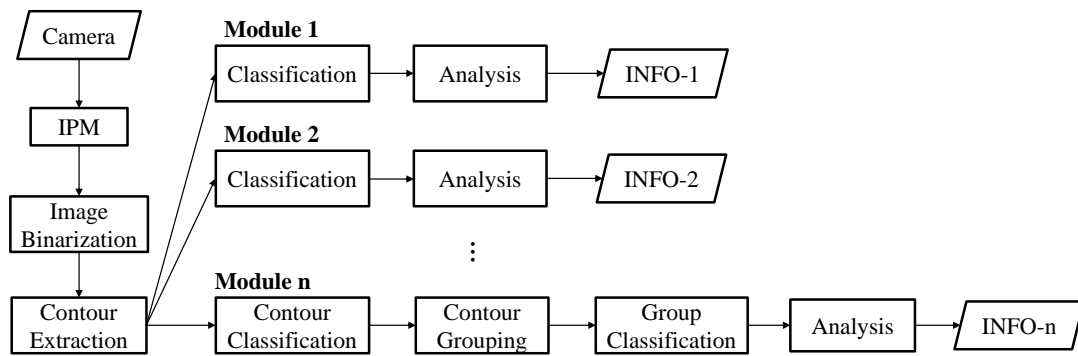 Camera
IPM
Image
Binarization
Contour
Extraction
Module 1
Classification
Analysis
INFO-1
Module 2
Classification
Analysis
INFO-2
⋮
Module n
Contour
Classification
Contour
Grouping
Group
Classification
Analysis
INFO-n